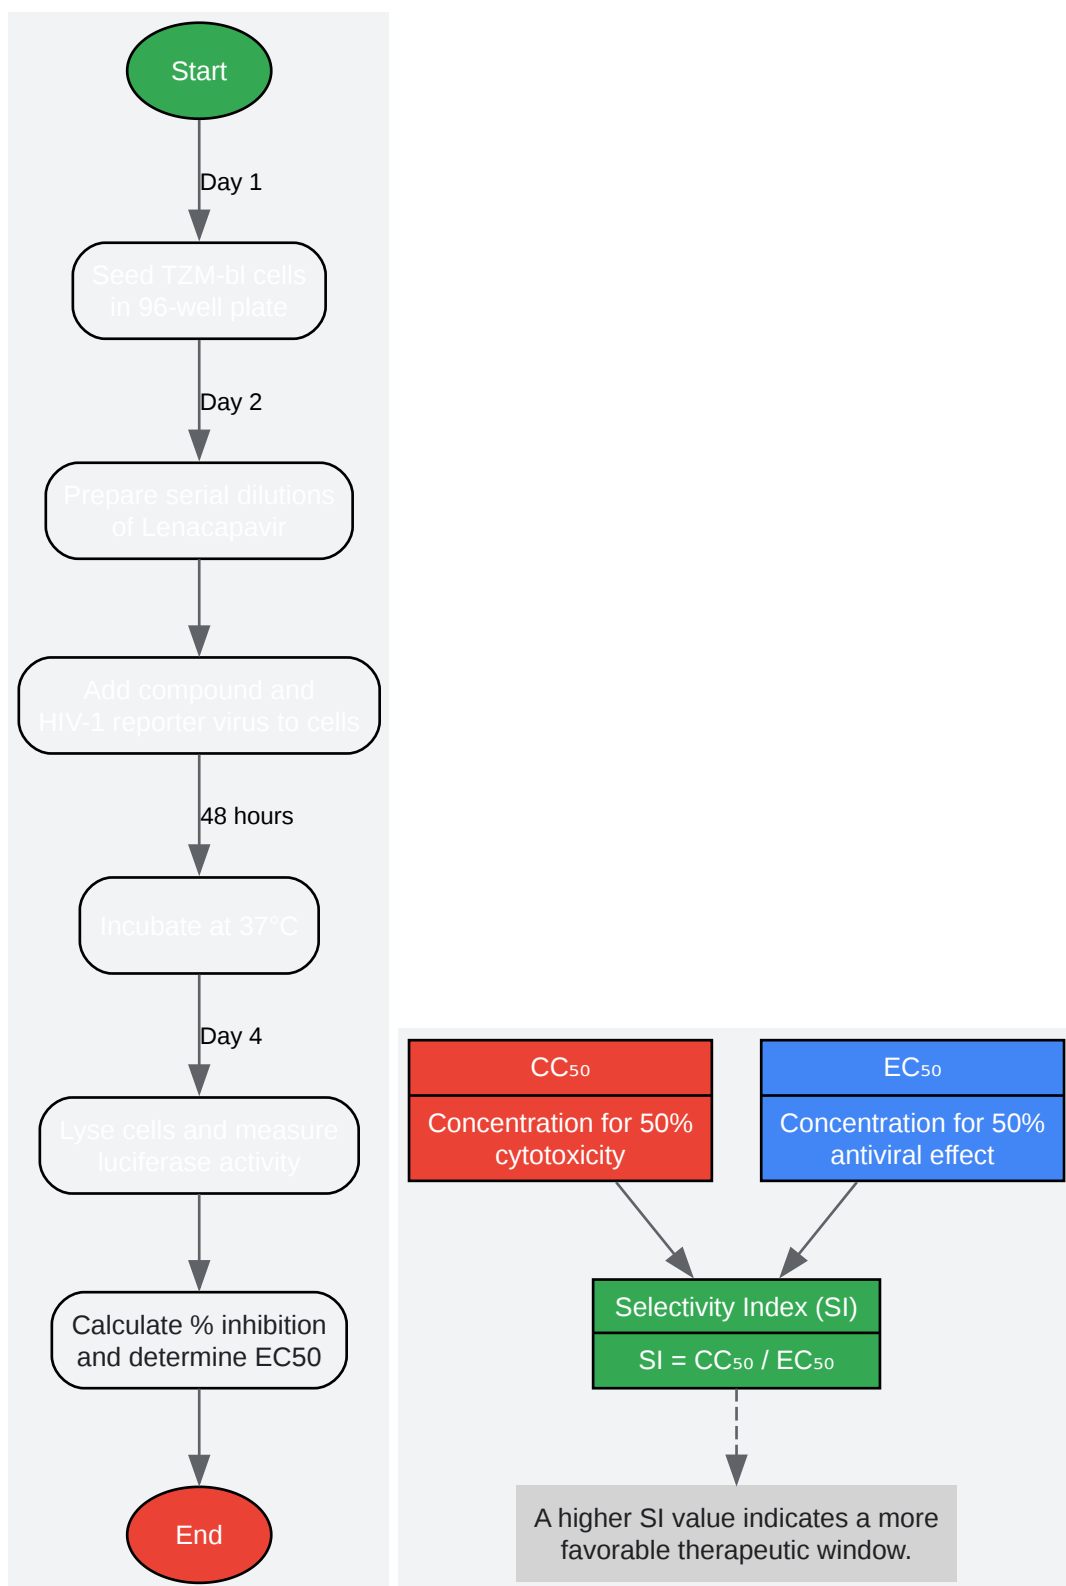 Start
Day 1
Seed TZM-bl cells
in 96-well plate
Day 2
Prepare serial dilutions
of Lenacapavir
Add compound and
HIV-1 reporter virus to cells
48 hours
Incubate at 37°C
Day 4
Lyse cells and measure
luciferase activity
Calculate % inhibition
and determine EC50
End
CC₅₀
Concentration for 50%
cytotoxicity
EC₅₀
Concentration for 50%
antiviral effect
Selectivity Index (SI)
SI = CC₅₀ / EC₅₀
A higher SI value indicates a more
favorable therapeutic window.